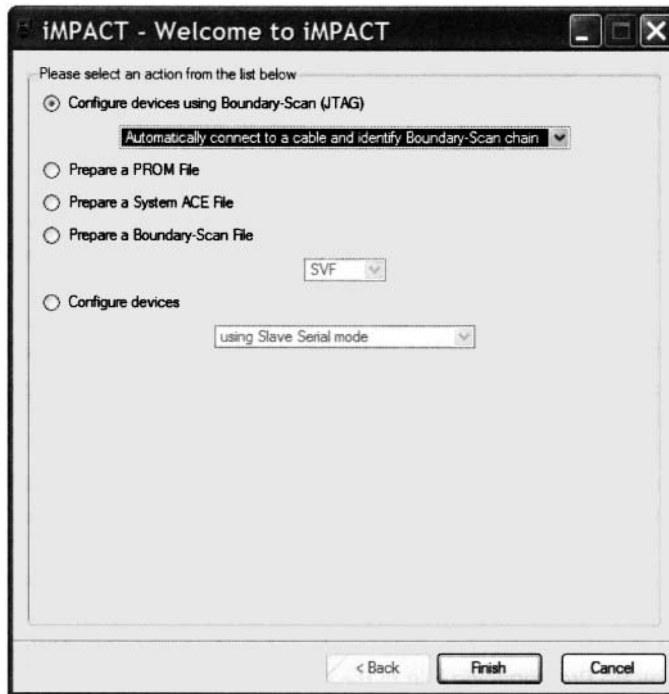 iMPACT - Welcome to iMPACT
Please select an action from the list below
Configure devices using Boundary-Scan (JTAG)
Automatically connect to a cable and identify Boundary-Scan chain
Prepare a PROM File
Prepare a System ACE File
Prepare a Boundary-Scan File
SVF
Configure devices
using Slave Serial mode
< Back Finish Cancel